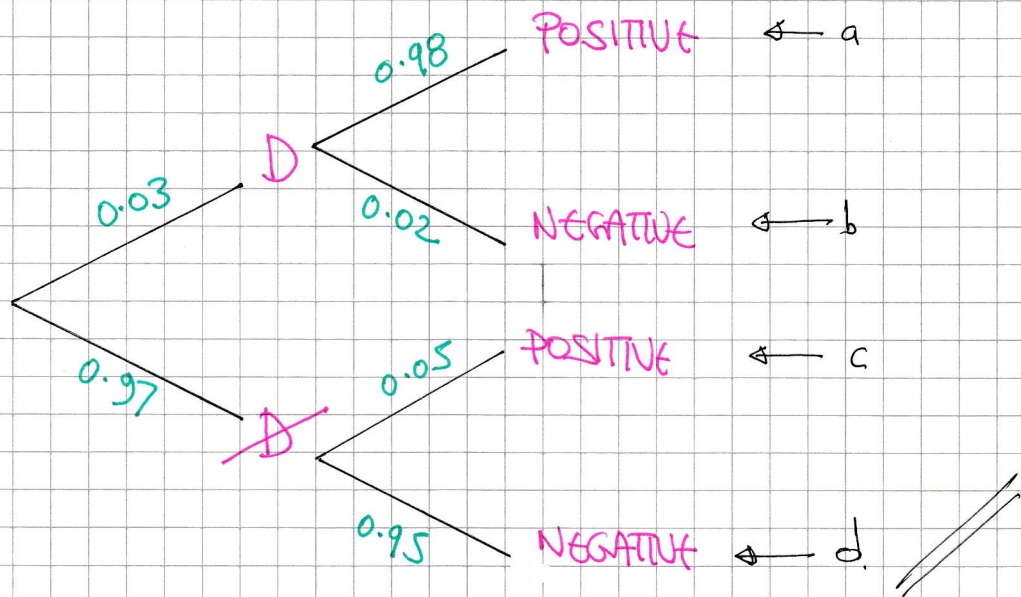 POSITIVE a
0.98
D
0.03
0.02
NEGATIVE b
POSITIVE c
0.05
0.97
D
0.95
NEGATIVE d.